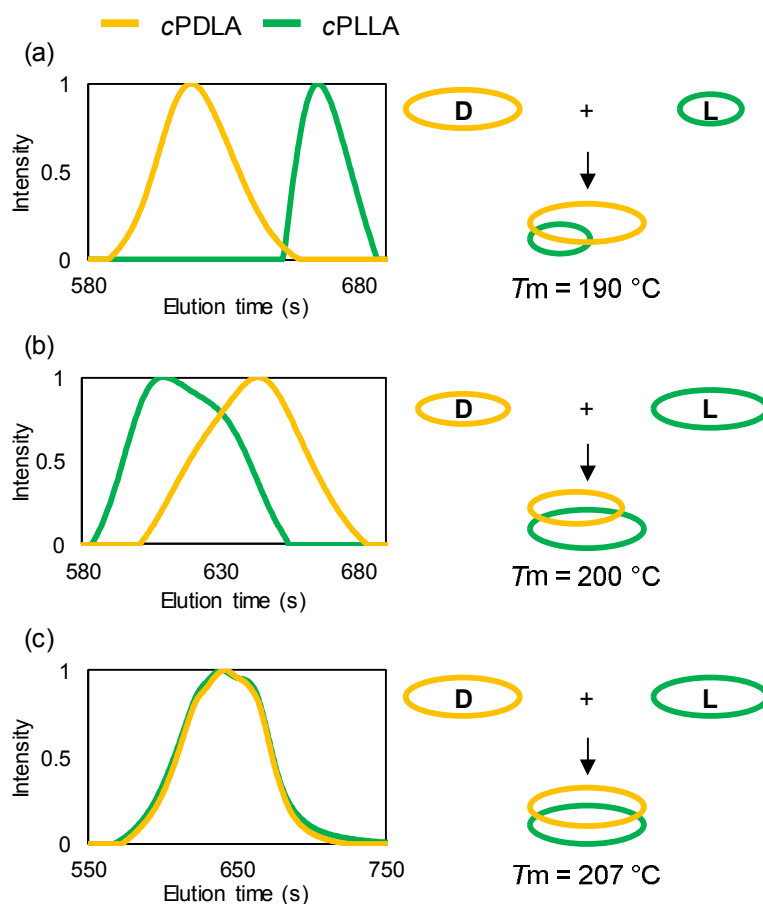 cPDLA cPLLA
(a)
1
0.5
0
Intensity
580 680
Elution time (s)
D + L
Tm = 190 °C
(b)
1
0.5
0
Intensity
580 630 680
Elution time (s)
D + L
Tm = 200 °C
(c)
1
0.5
0
Intensity
550 650 750
Elution time (s)
D + L
Tm = 207 °C